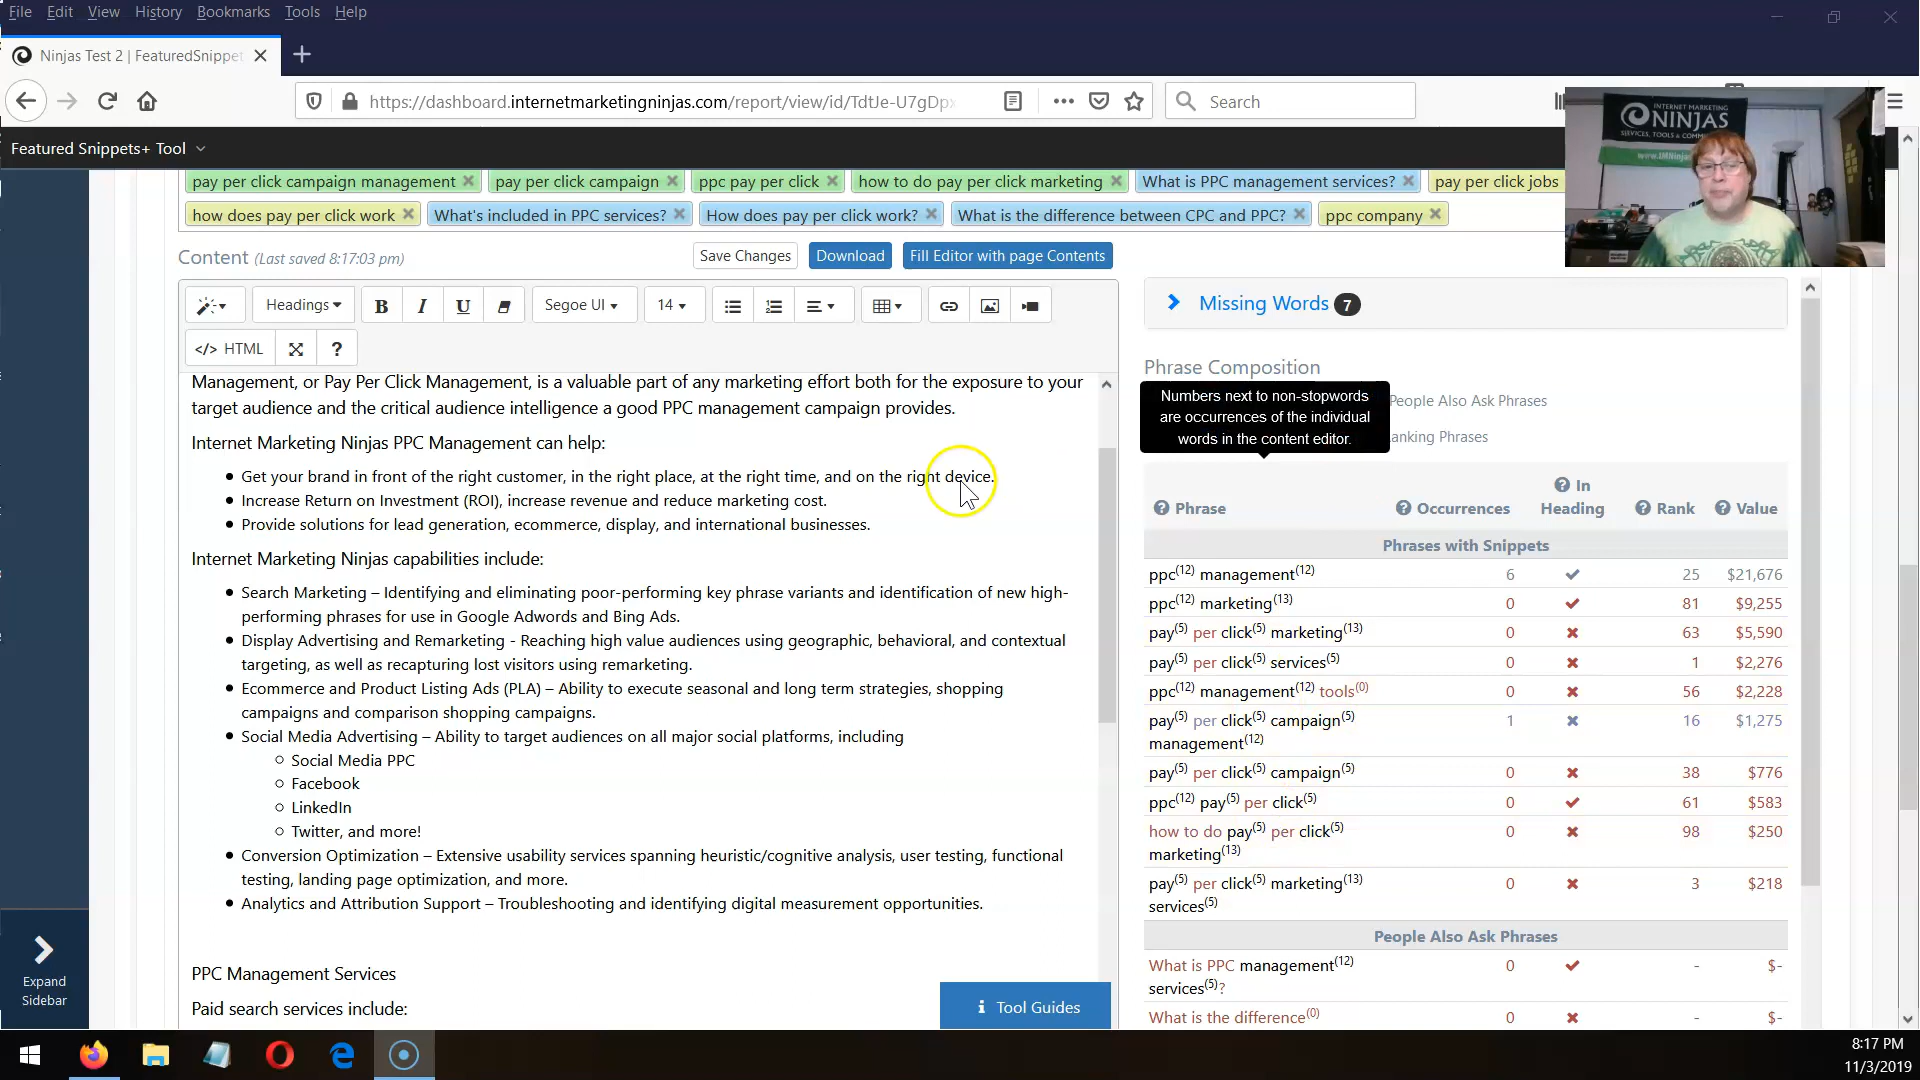 File Edit View History Bookmarks Tools Help
Ninjas Test 2 | FeaturedSnippet
https://dashboard.internetmarketingninjas.com/report/view/id/TdtJe-U7gDp
Search
INTERNET MARKETING
NINJAS
SERVICES, TOOLS &
Featured Snippets+ Tool
pay per click campaign management pay per click campaign ppc pay per click how to do pay per click marketing What is PPC management services? pay per click jobs
how does pay per click work What's included in PPC services? How does pay per click work? What is the difference between CPC and PPC? ppc company
Content (Last saved 8:17:03 pm) Save Changes Download Fill Editor with page Contents
Headings B I U Segoe UI 14
</> HTML ?
Management, or Pay Per Click Management, is a valuable part of any marketing effort both for the exposure to your
target audience and the critical audience intelligence a good PPC management campaign provides.
Internet Marketing Ninjas PPC Management can help:
Get your brand in front of the right customer, in the right place, at the right time, and on the right device.
Increase Return on Investment (ROI), increase revenue and reduce marketing cost.
Provide solutions for lead generation, ecommerce, display, and international businesses.
Internet Marketing Ninjas capabilities include:
Search Marketing – Identifying and eliminating poor-performing key phrase variants and identification of new high-
performing phrases for use in Google Adwords and Bing Ads.
Display Advertising and Remarketing - Reaching high value audiences using geographic, behavioral, and contextual
targeting, as well as recapturing lost visitors using remarketing.
Ecommerce and Product Listing Ads (PLA) – Ability to execute seasonal and long term strategies, shopping
campaigns and comparison shopping campaigns.
Social Media Advertising – Ability to target audiences on all major social platforms, including
Social Media PPC
Facebook
LinkedIn
Twitter, and more!
Conversion Optimization – Extensive usability services spanning heuristic/cognitive analysis, user testing, functional
testing, landing page optimization, and more.
Analytics and Attribution Support – Troubleshooting and identifying digital measurement opportunities.
PPC Management Services
Paid search services include:
Tool Guides
Expand
Sidebar
Missing Words 7
Phrase Composition
Numbers next to non-stopwords
are occurrences of the individual
words in the content editor.
People Also Ask Phrases
anking Phrases
? Phrase ? Occurrences ? In Heading ? Rank ? Value
Phrases with Snippets
ppc(12) management(12) 6 25 $21,676
ppc(12) marketing(13) 0 81 $9,255
pay(5) per click(5) marketing(13) 0 63 $5,590
pay(5) per click(5) services(5) 0 1 $2,276
ppc(12) management(12) tools(0) 0 56 $2,228
pay(5) per click(5) campaign(5) 1 16 $1,275
management(12)
pay(5) per click(5) campaign(5) 0 38 $776
ppc(12) pay(5) per click(5) 0 61 $583
how to do pay(5) per click(5) 0 98 $250
marketing(13)
pay(5) per click(5) marketing(13) 0 3 $218
services(5)
People Also Ask Phrases
What is PPC management(12) 0 - $-
services(5)?
What is the difference(0) 0 - $-
8:17 PM
11/3/2019